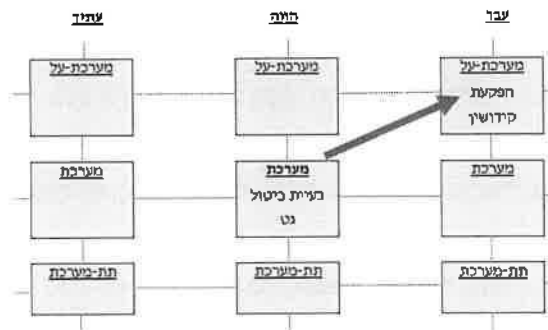 עבר
הווה
עתיד
מערכת-על
הפקעת
קידושין
מערכת-על
מערכת-על
מערכת
מערכת
בעיית ביטול
גט
מערכת
תת-מערכת
תת-מערכת
תת-מערכת